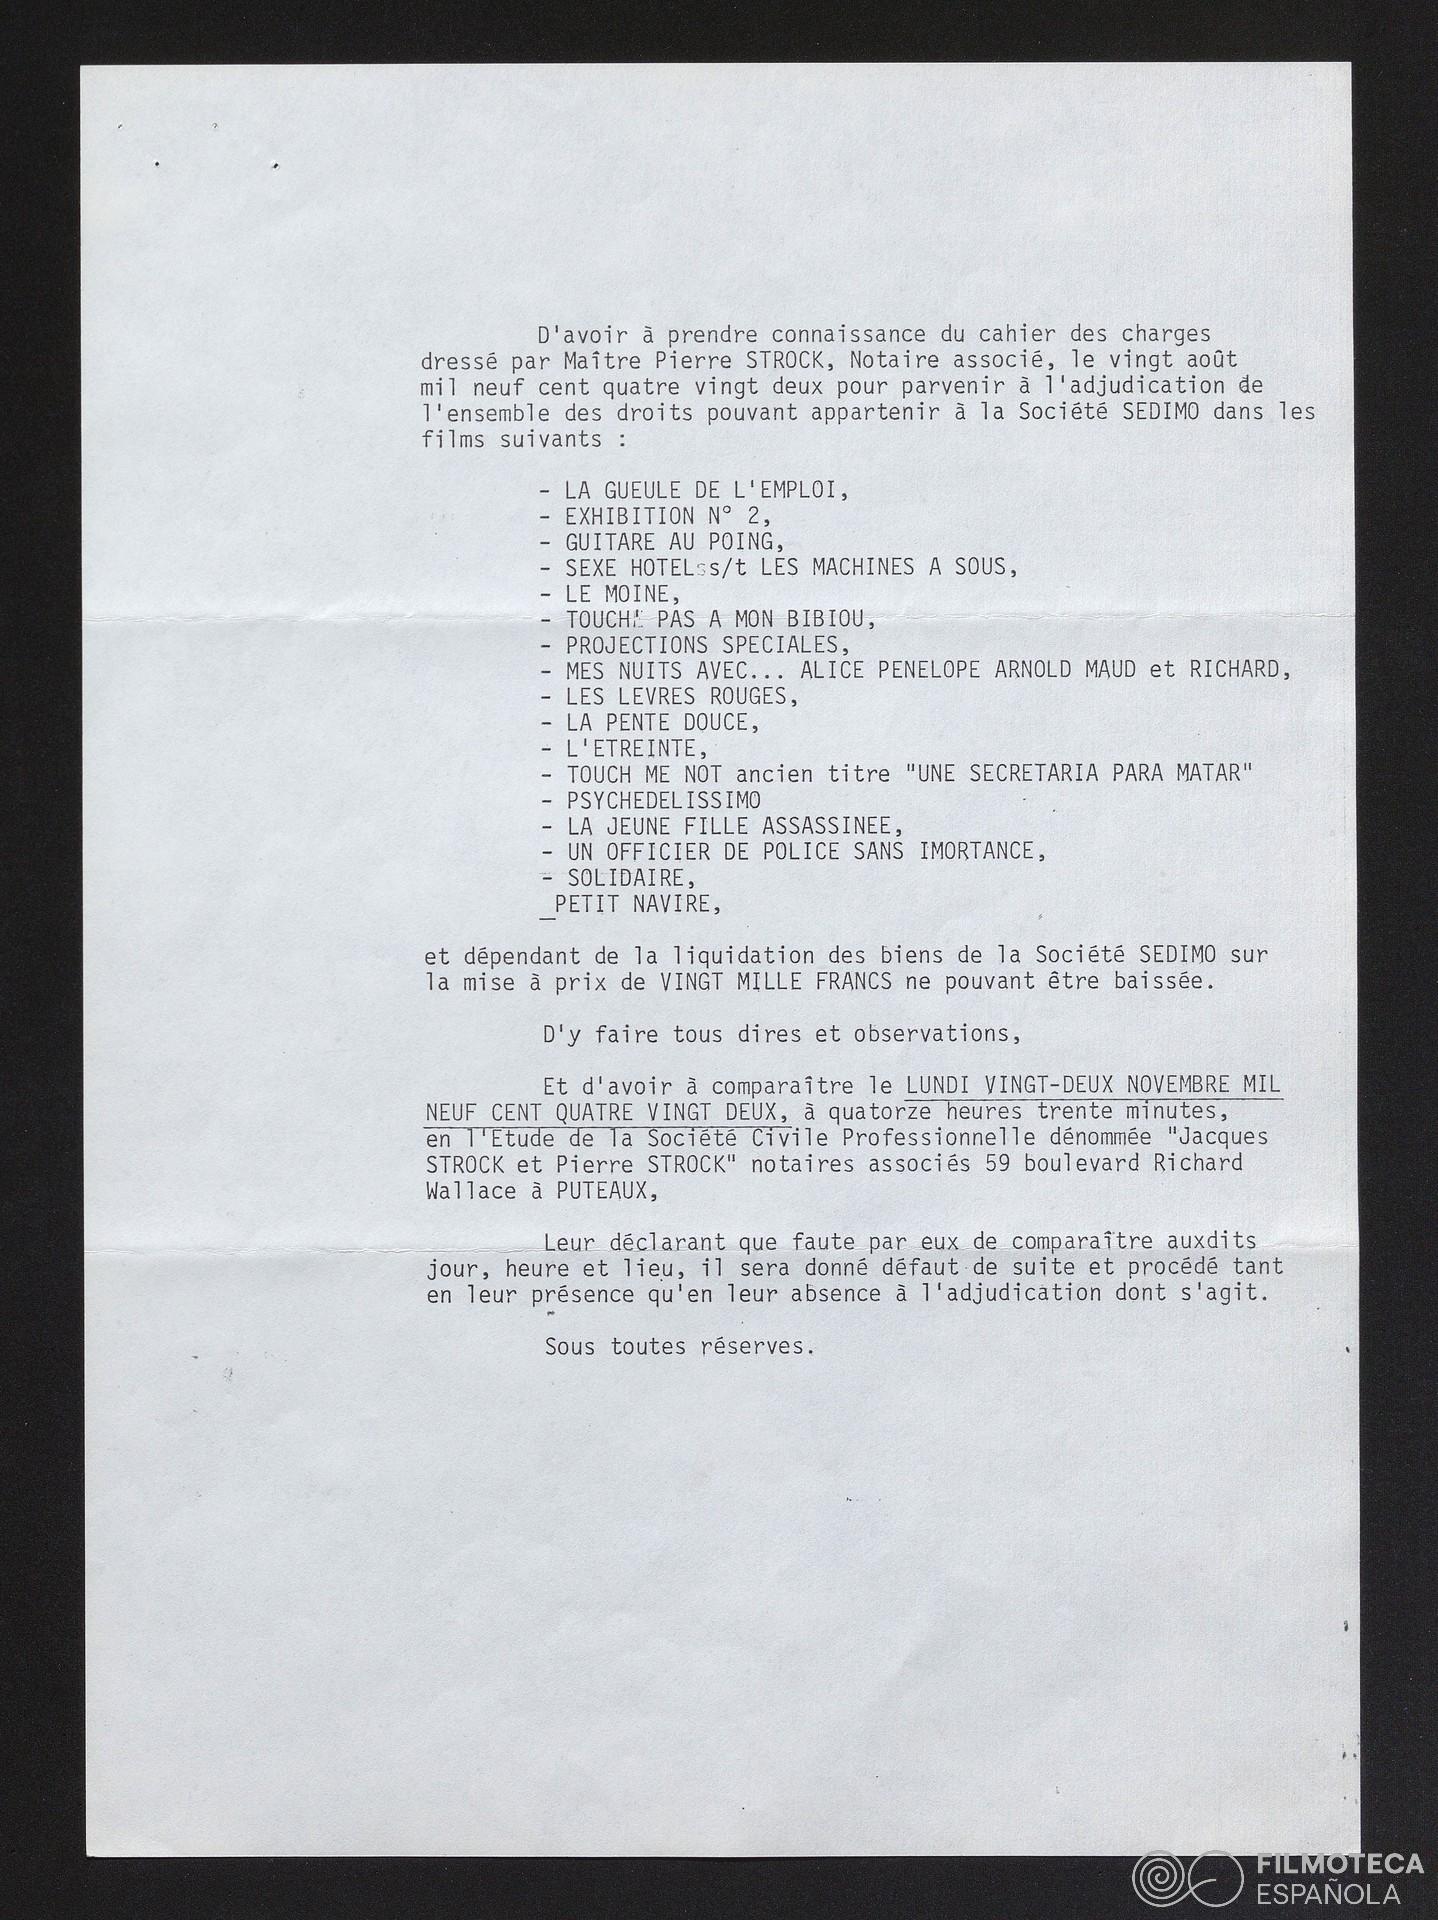 D'avoir à prendre connaissance du cahier des charges
dressé par Maître Pierre STROCK, Notaire associé, le vingt août
mil neuf cent quatre vingt deux pour parvenir à l'adjudication de
l'ensemble des droits pouvant appartenir à la Société SEDIMO dans les
films suivants :
- LA GUEULE DE L'EMPLOI,
- EXHIBITION N° 2,
- GUITARE AU POING,
- SEXE HOTEL s/t LES MACHINES A SOUS,
- LE MOINE,
- TOUCHE PAS A MON BIBIOU,
- PROJECTIONS SPECIALES,
- MES NUITS AVEC... ALICE PENELOPE ARNOLD MAUD et RICHARD,
- LES LEVRES ROUGES,
- LA PENTE DOUCE,
- L'ETREINTE,
- TOUCH ME NOT ancien titre "UNE SECRETARIA PARA MATAR"
- PSYCHEDELISSIMO
- LA JEUNE FILLE ASSASSINEE,
- UN OFFICIER DE POLICE SANS IMORTANCE,
- SOLIDAIRE,
_PETIT NAVIRE,
et dépendant de la liquidation des biens de la Société SEDIMO sur
la mise à prix de VINGT MILLE FRANCS ne pouvant être baissée.
D'y faire tous dires et observations,
Et d'avoir à comparaître le LUNDI VINGT-DEUX NOVEMBRE MIL
NEUF CENT QUATRE VINGT DEUX, à quatorze heures trente minutes,
en l'Etude de la Société Civile Professionnelle dénommée "Jacques
STROCK et Pierre STROCK" notaires associés 59 boulevard Richard
Wallace à PUTEAUX,
Leur déclarant que faute par eux de comparaître auxdits
jour, heure et lieu, il sera donné défaut de suite et procédé tant
en leur présence qu'en leur absence à l'adjudication dont s'agit.
Sous toutes réserves.
FILMOTECA
ESPAÑOLA